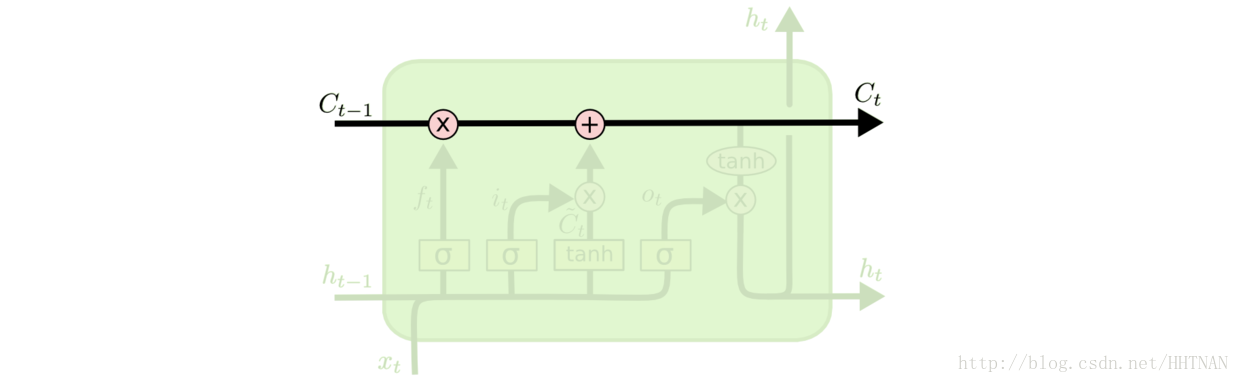 h_t
C_{t-1}
x
+
C_t
tanh
f_t
i_t
x
o_t
x
C̃_t
σ
σ
tanh
σ
h_{t-1}
h_t
x_t
http://blog.csdn.net/HHTNAN